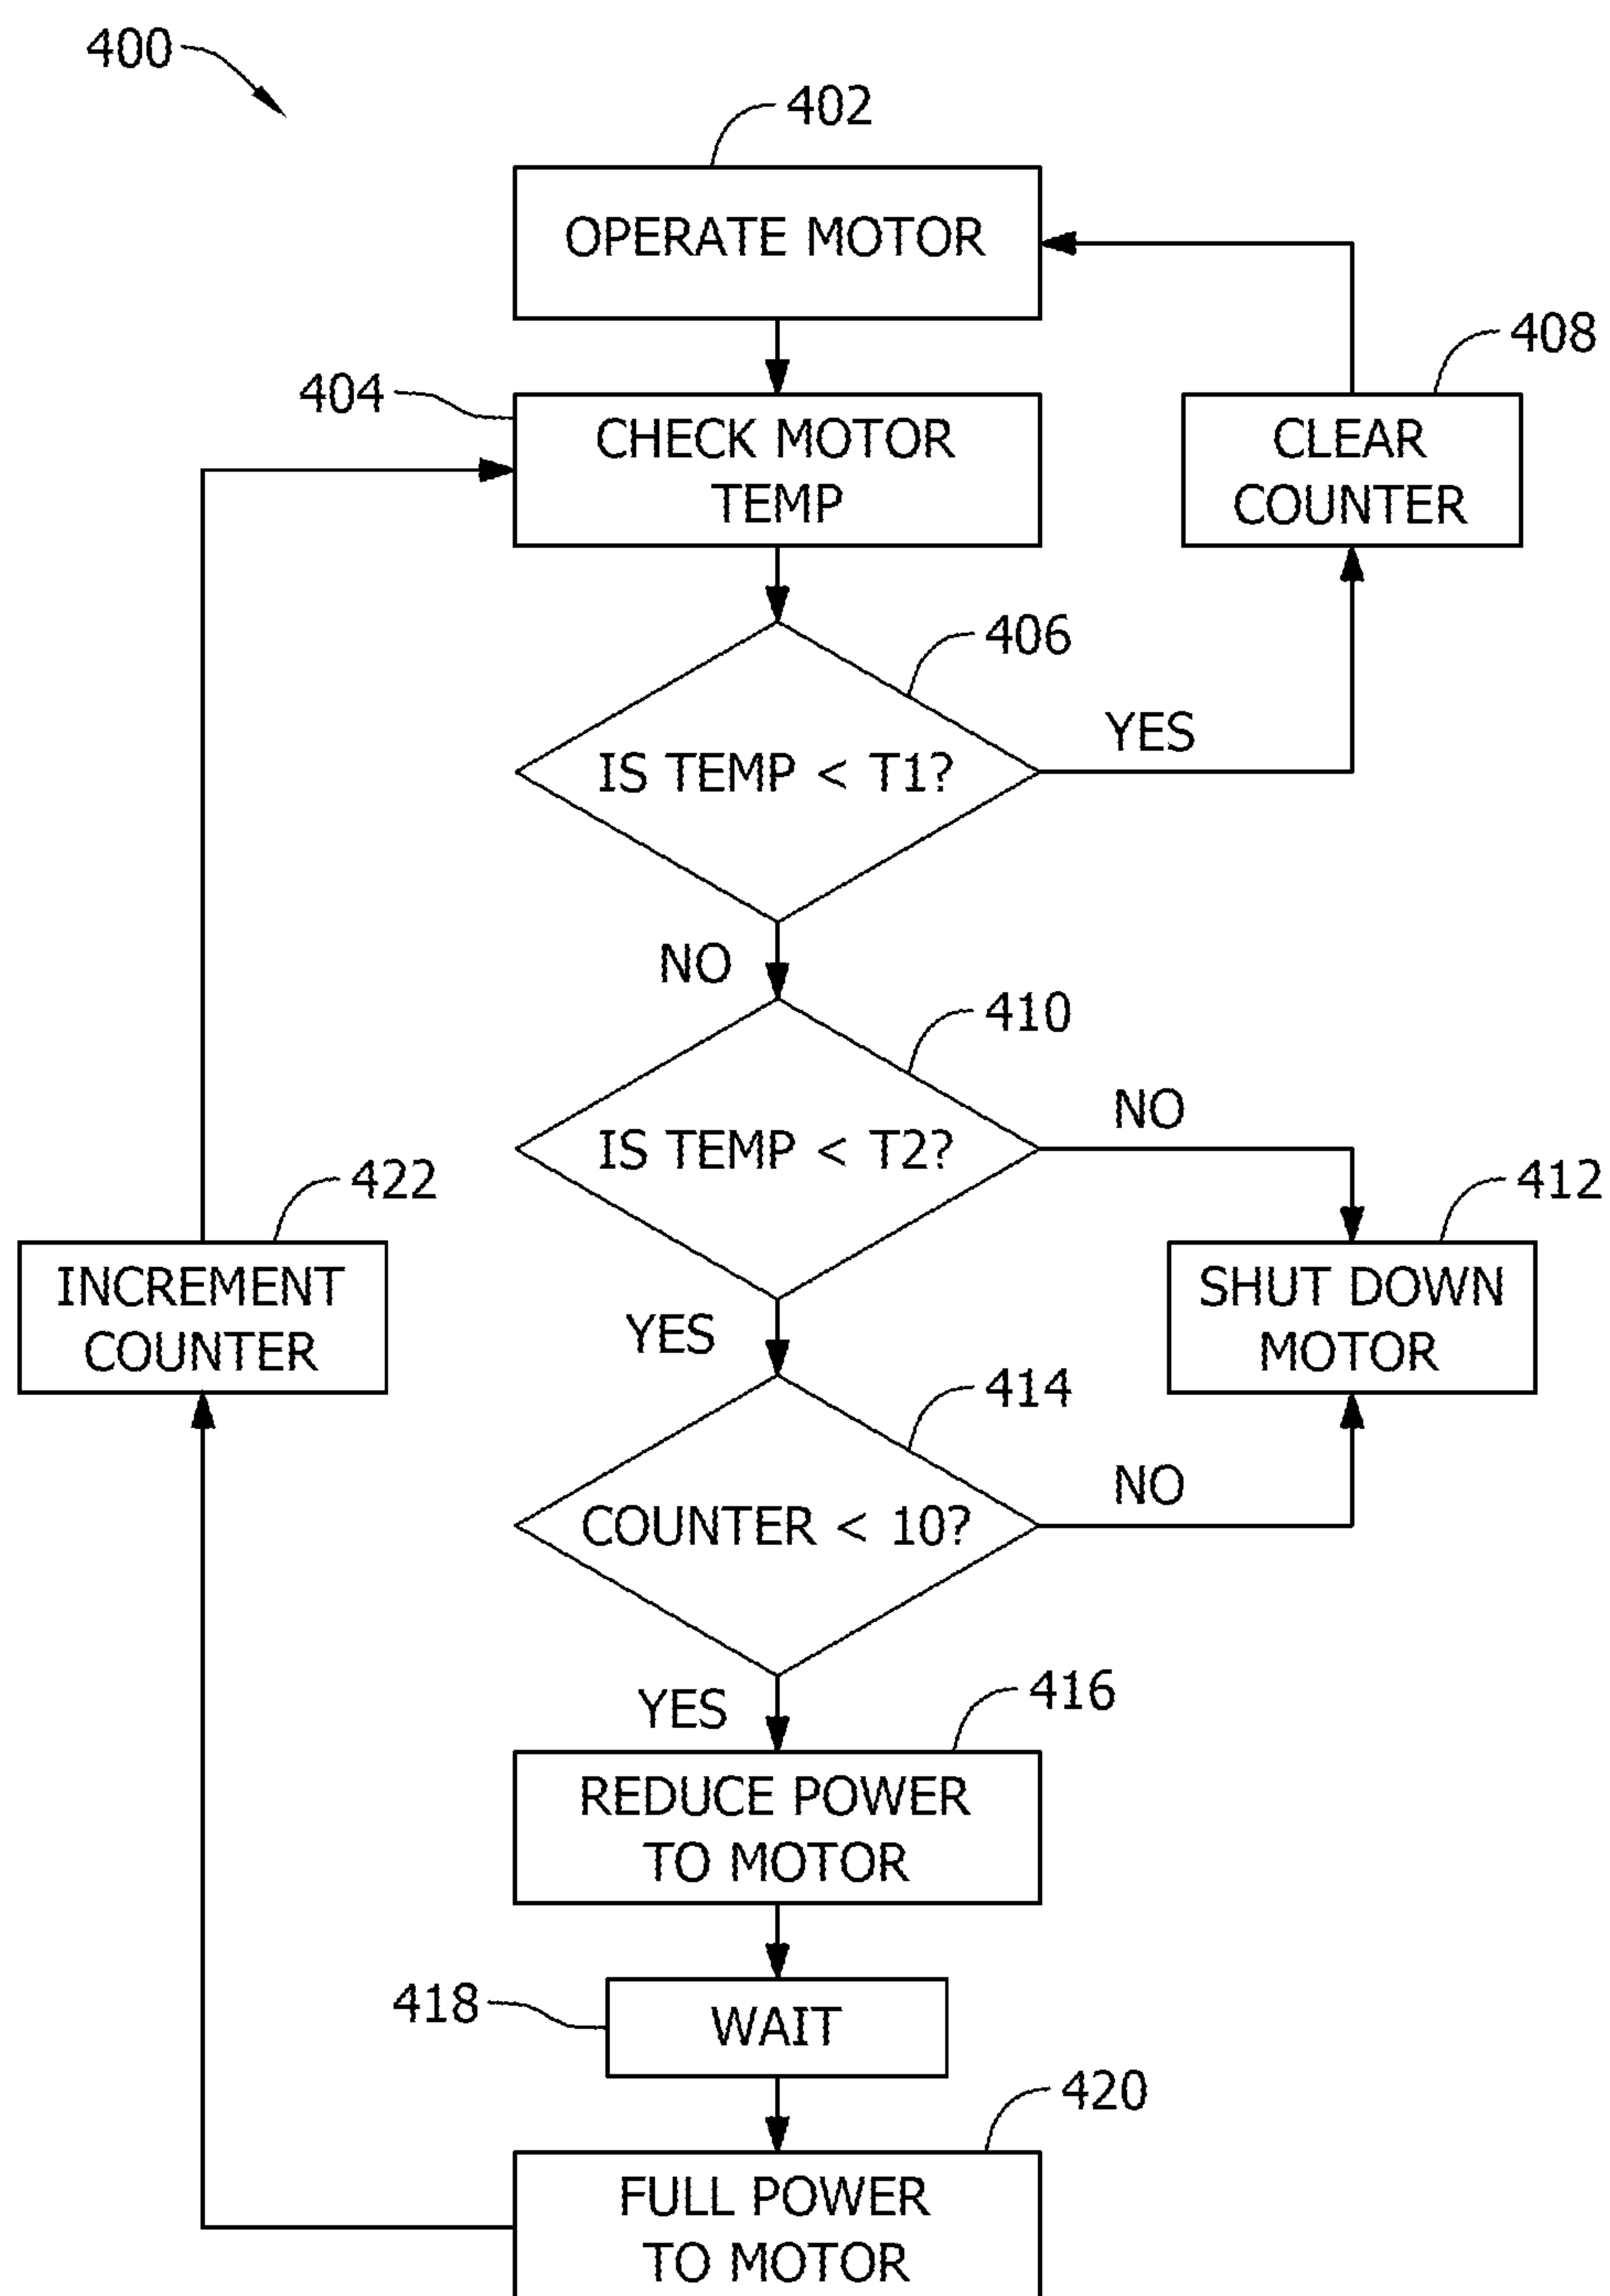 400
402
OPERATE MOTOR
408
404
CHECK MOTOR
TEMP
CLEAR
COUNTER
406
IS TEMP < T1?
YES
NO
410
IS TEMP < T2?
NO
422
INCREMENT
COUNTER
412
SHUT DOWN
MOTOR
YES
414
COUNTER < 10?
NO
YES
416
REDUCE POWER
TO MOTOR
418
WAIT
420
FULL POWER
TO MOTOR